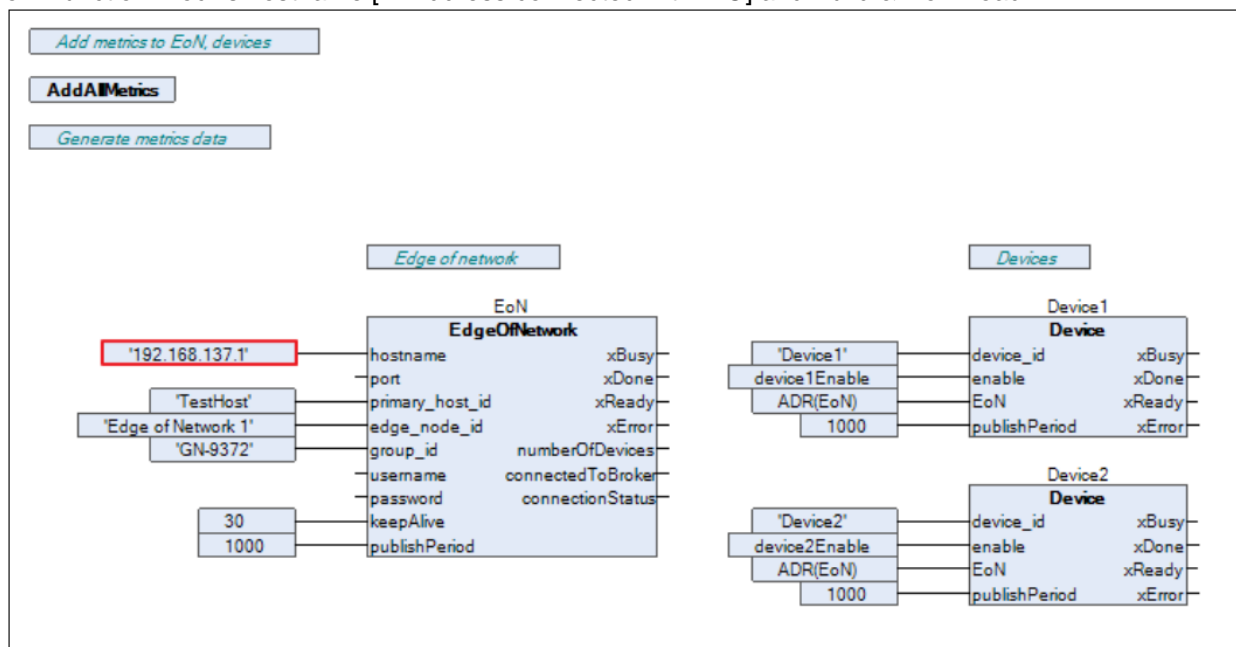 Add metrics to EoN, devices
AddAllMetrics
Generate metrics data
Edge of network
EoN
EdgeOfNetwork
'192.168.137.1'
hostname
xBusy
port
xDone
'TestHost'
primary_host_id
xReady
'Edge of Network 1'
edge_node_id
xError
'GN-9372'
group_id
numberOfDevices
username
connectedToBroker
password
connectionStatus
30
keepAlive
1000
publishPeriod
Devices
Device1
Device
'Device1'
device_id
xBusy
device1Enable
enable
xDone
ADR(EoN)
EoN
xReady
1000
publishPeriod
xError
Device2
Device
'Device2'
device_id
xBusy
device2Enable
enable
xDone
ADR(EoN)
EoN
xReady
1000
publishPeriod
xError